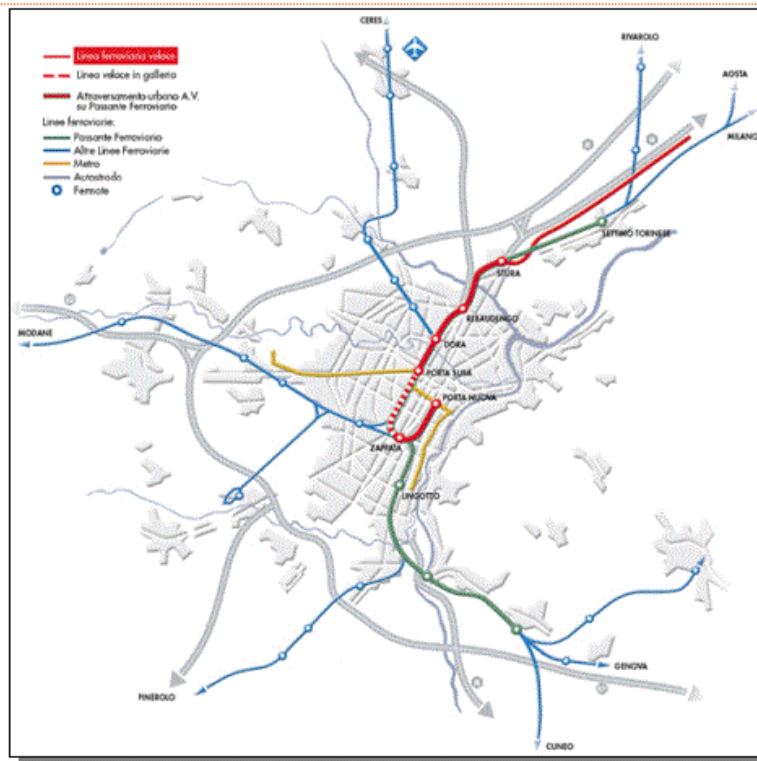 CERES
RIVAROLO
AOSTA
MILANO
Linea ferroviaria veloce
Linea veloce in galleria
Attraversamento urbano A.V.
su Passante Ferroviario
Linee ferroviarie:
Passante Ferroviario
Altre Linee Ferroviarie
Metro
Autostrade
Fermate
SETTIMO TORINESE
STURA
REBAUDENGO
MODANE
DORA
PORTA SUSA
PORTA NUOVA
ZAPPATA
LINGOTTO
GENOVA
PINEROLO
CUNEO